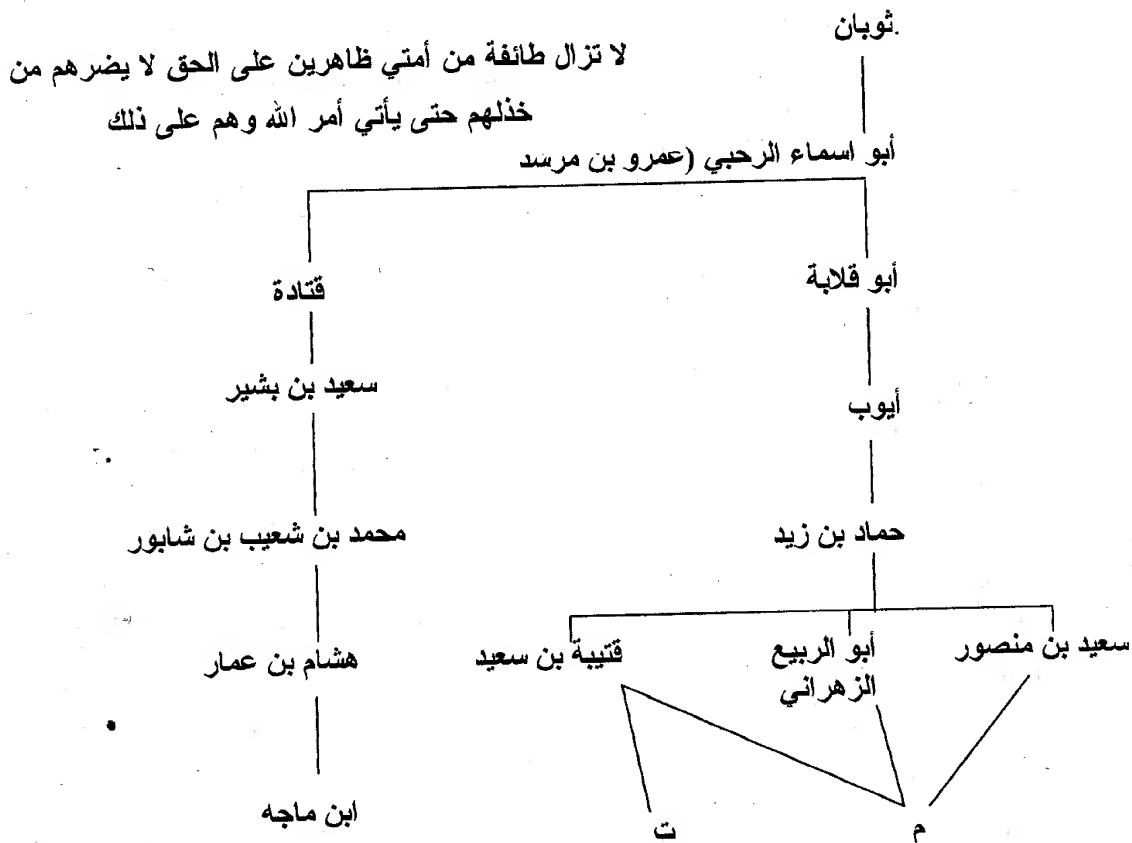 ثوبان.
لا تزال طائفة من أمتي ظاهرين على الحق لا يضرهم من
خذلهم حتى يأتي أمر الله وهم على ذلك
أبو اسماء الرحبي (عمرو بن مرسد
أبو قلابة
قتادة
أيوب
سعيد بن بشير
حماد بن زيد
محمد بن شعيب بن شابور
سعيد بن منصور
أبو الربيع
الزهراني
قتيبة بن سعيد
هشام بن عمار
م
ت
ابن ماجه